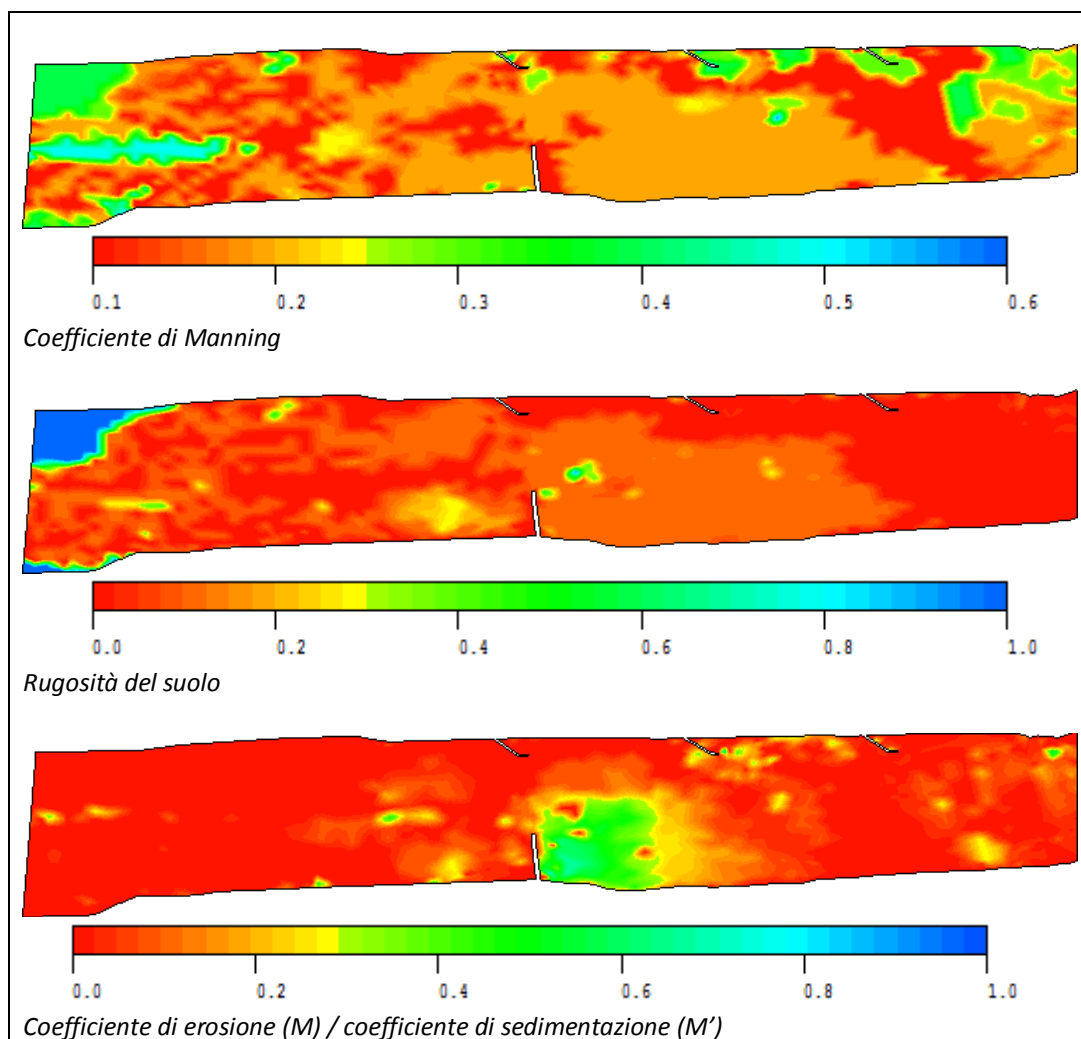 0.1 0.2 0.3 0.4 0.5 0.6
Coefficiente di Manning
0.0 0.2 0.4 0.6 0.8 1.0
Rugosità del suolo
0.0 0.2 0.4 0.6 0.8 1.0
Coefficiente di erosione (M) / coefficiente di sedimentazione (M’)